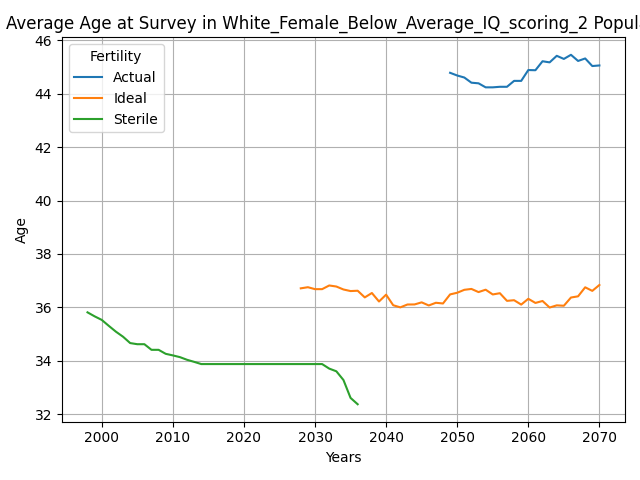 Average Age at Survey in White_Female_Below_Average_IQ_scoring_2 Popul
46
44
42
40
38
36
34
32
Age
Fertility
Actual
Ideal
Sterile
2000 2010 2020 2030 2040 2050 2060 2070
Years